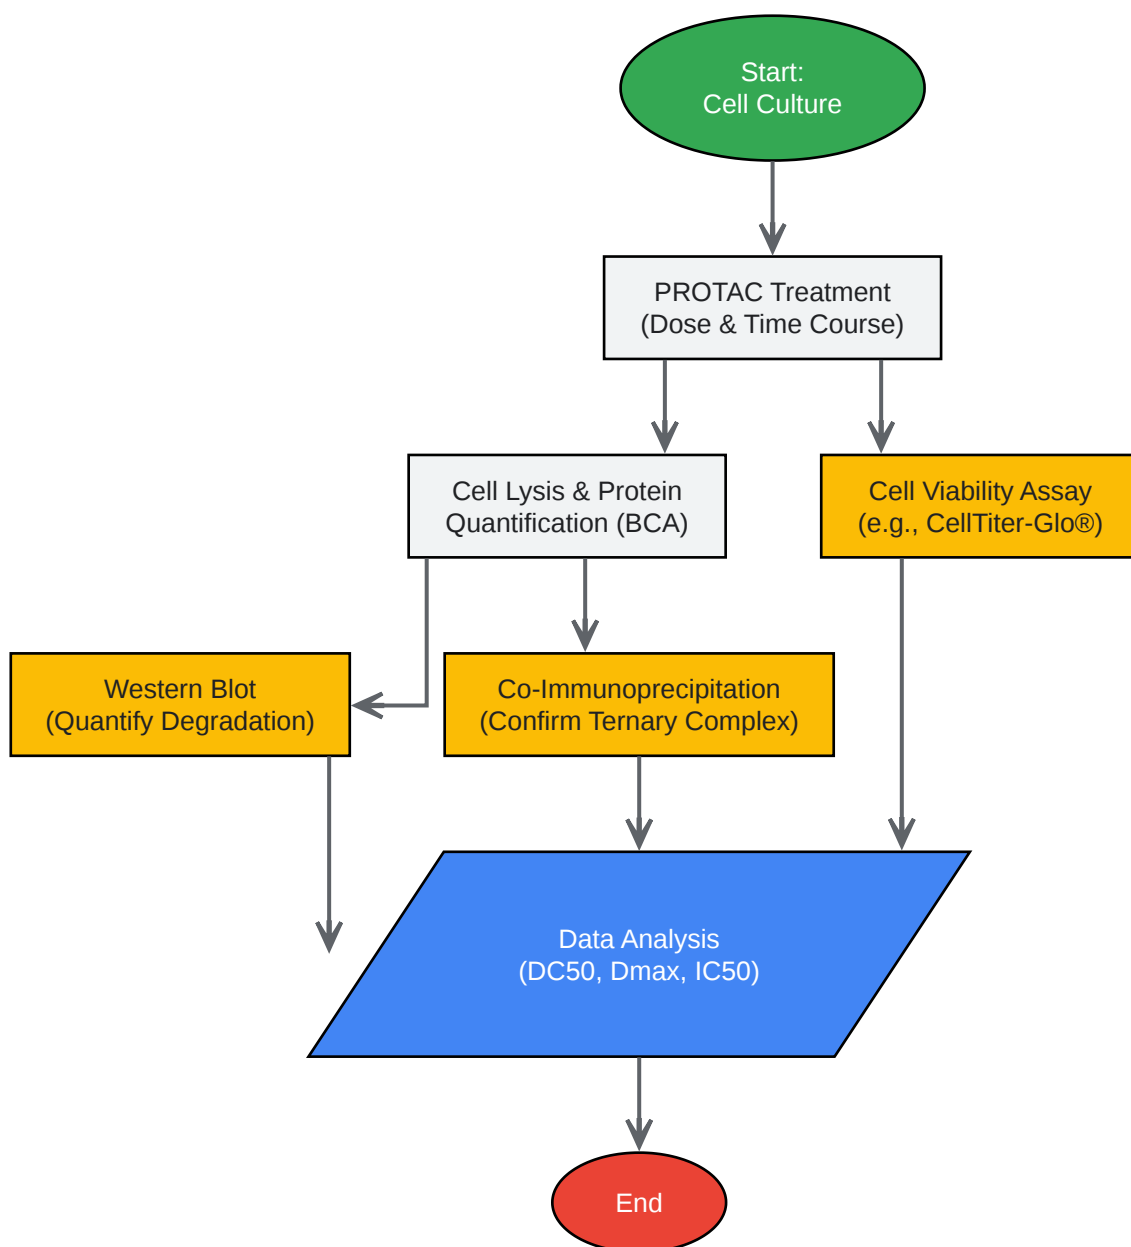 Start:
Cell Culture
PROTAC Treatment
(Dose & Time Course)
Cell Lysis & Protein
Quantification (BCA)
Cell Viability Assay
(e.g., CellTiter-Glo®)
Western Blot
(Quantify Degradation)
Co-Immunoprecipitation
(Confirm Ternary Complex)
Data Analysis
(DC50, Dmax, IC50)
End